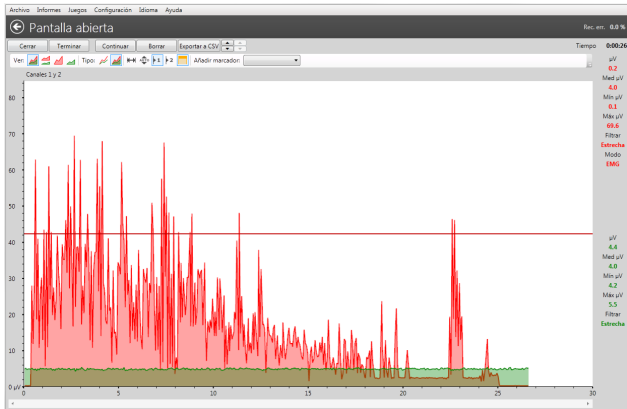 Archivo Informes Juegos Configuración Idioma Ayuda
Pantalla abierta
Rec. err. 0.0 %
Cerrar Terminar Continuar Borrar Exportar a CSV
Tiempo 0:00:26
Ver: Tipo: 1 2 Añadir marcador:
Canales 1 y 2
µV
0.2
Med µV
4.0
Mín µV
0.1
Máx µV
69.6
Filtrar
Estrecha
Modo
EMG
µV
4.4
Med µV
4.0
Mín µV
4.2
Máx µV
5.5
Filtrar
Estrecha
80
70
60
50
40
30
20
10
0 µV
0 5 10 15 20 25 30